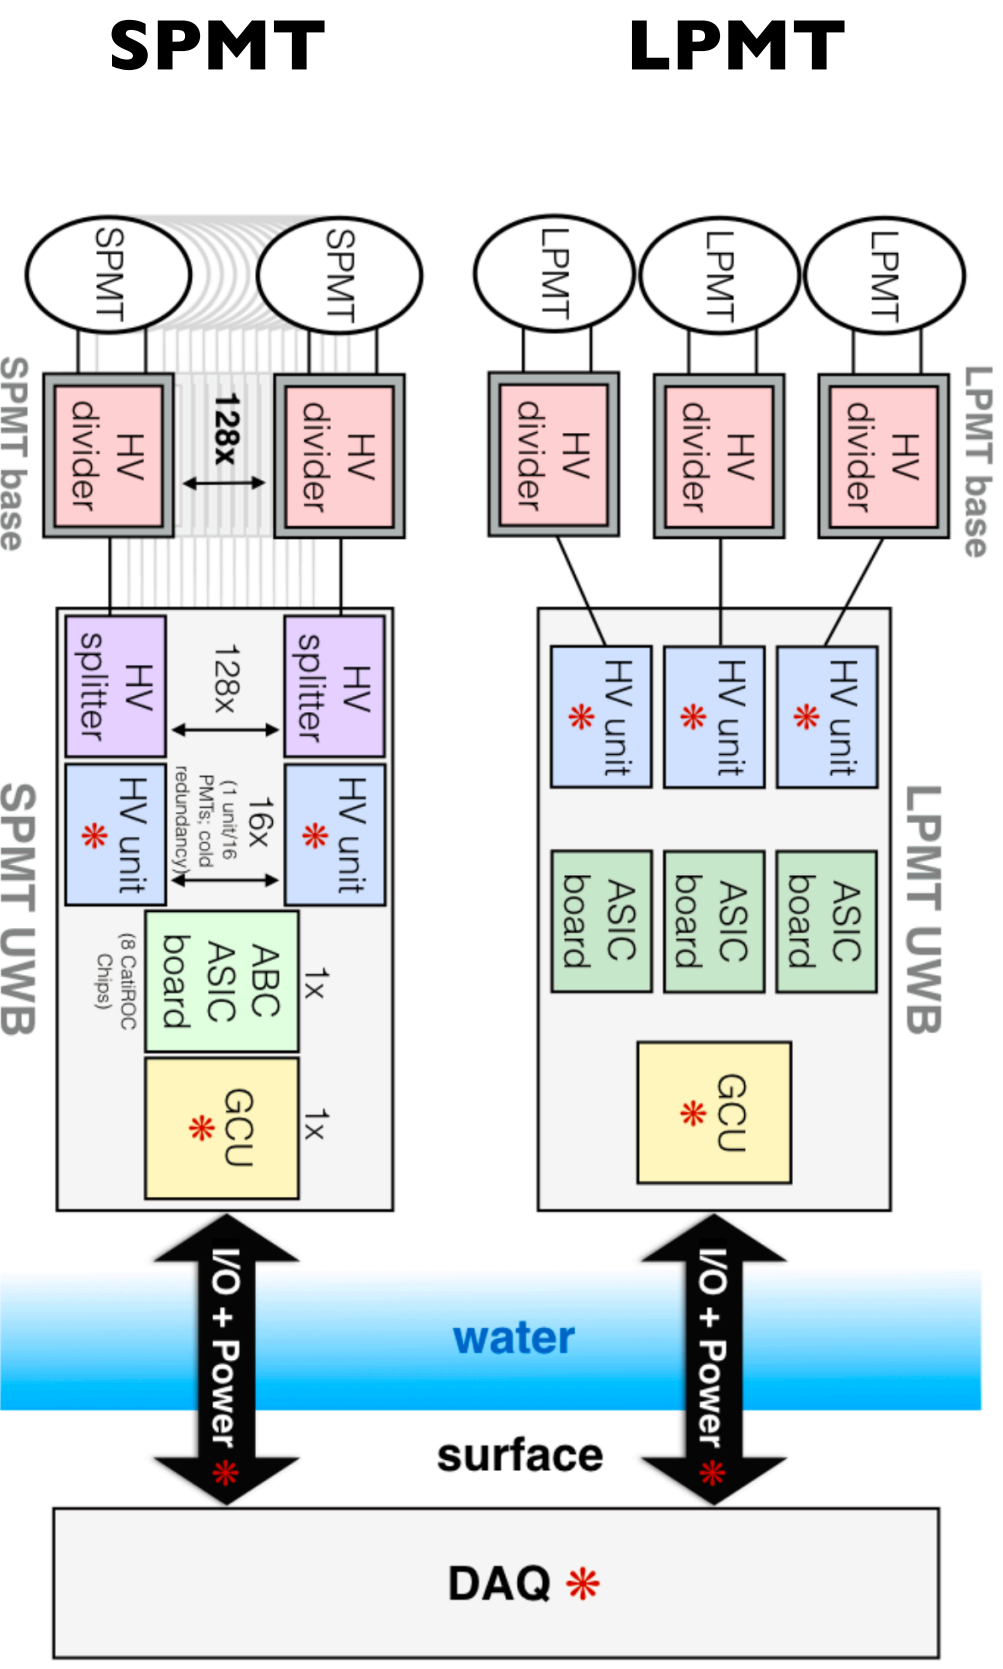 SPMT
LPMT
SPMT
SPMT
LPMT
LPMT
LPMT
SPMT base
HV
divider
128x
HV
divider
HV
divider
HV
divider
HV
divider
LPMT base
HV
splitter
128x
HV
splitter
HV unit
*
16x
(1 unit/16
PMTs; cold
redundancy)
HV unit
*
SPMT UWB
ABC
ASIC
board
1x
(8 CatiROC
Chips)
GCU
*
1x
HV unit
*
HV unit
*
HV unit
*
ASIC
board
ASIC
board
ASIC
board
LPMT UWB
GCU
*
I/O + Power *
I/O + Power *
water
surface
DAQ *